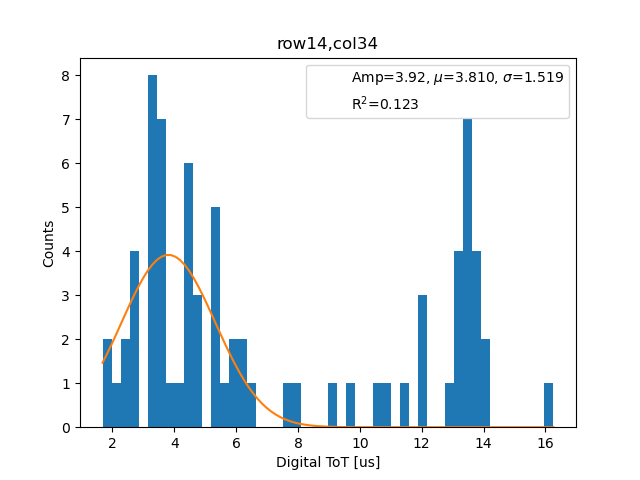 row14,col34
Amp=3.92, μ=3.810, σ=1.519
R²=0.123
Counts
8
7
6
5
4
3
2
1
0
2 4 6 8 10 12 14 16
Digital ToT [us]